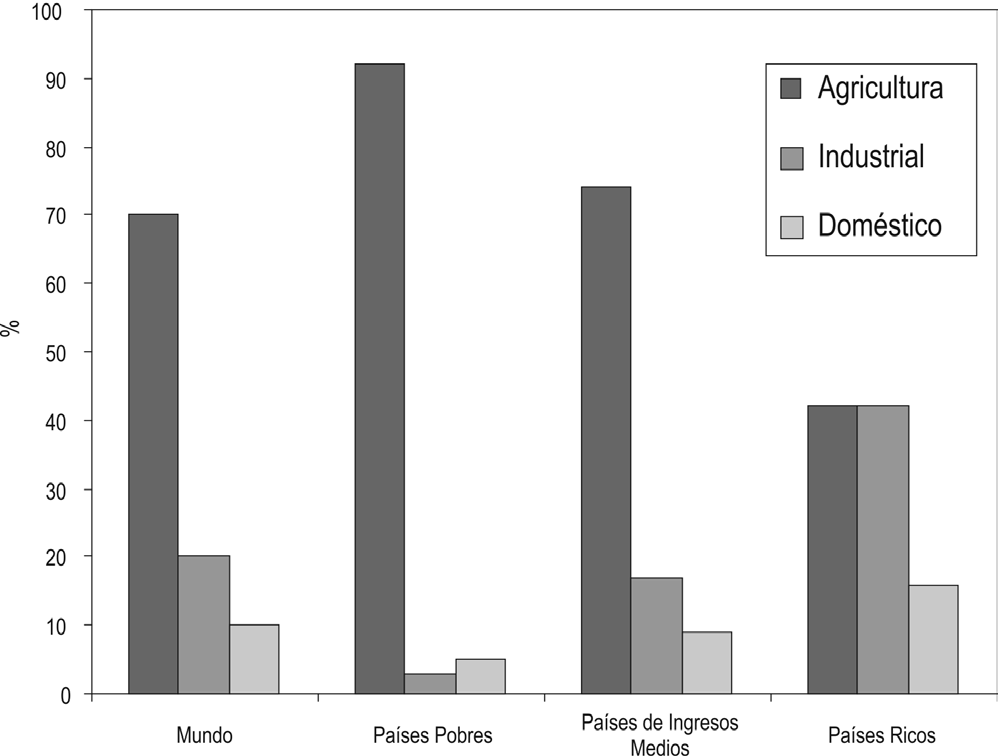 100
90
80
70
60
50
40
30
20
10
0
%
Agricultura
Industrial
Doméstico
Mundo
Países Pobres
Países de Ingresos
Medios
Países Ricos